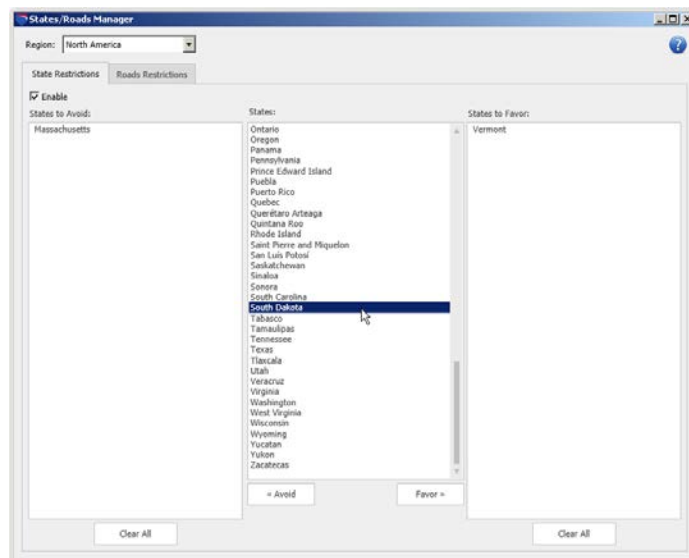 States/Roads Manager
Region: North America
?
State Restrictions Roads Restrictions
Enable
States to Avoid:
Massachusetts
States:
Ontario
Oregon
Panama
Pennsylvania
Prince Edward Island
Puebla
Puerto Rico
Quebec
Querétaro Arteaga
Quintana Roo
Rhode Island
Saint Pierre and Miquelon
San Luis Potosí
Saskatchewan
Sinaloa
Sonora
South Carolina
South Dakota
Tabasco
Tamaulipas
Tennessee
Texas
Tlaxcala
Utah
Veracruz
Virginia
Washington
West Virginia
Wisconsin
Wyoming
Yucatan
Yukon
Zacatecas
« Avoid Favor »
States to Favor:
Vermont
Clear All Clear All